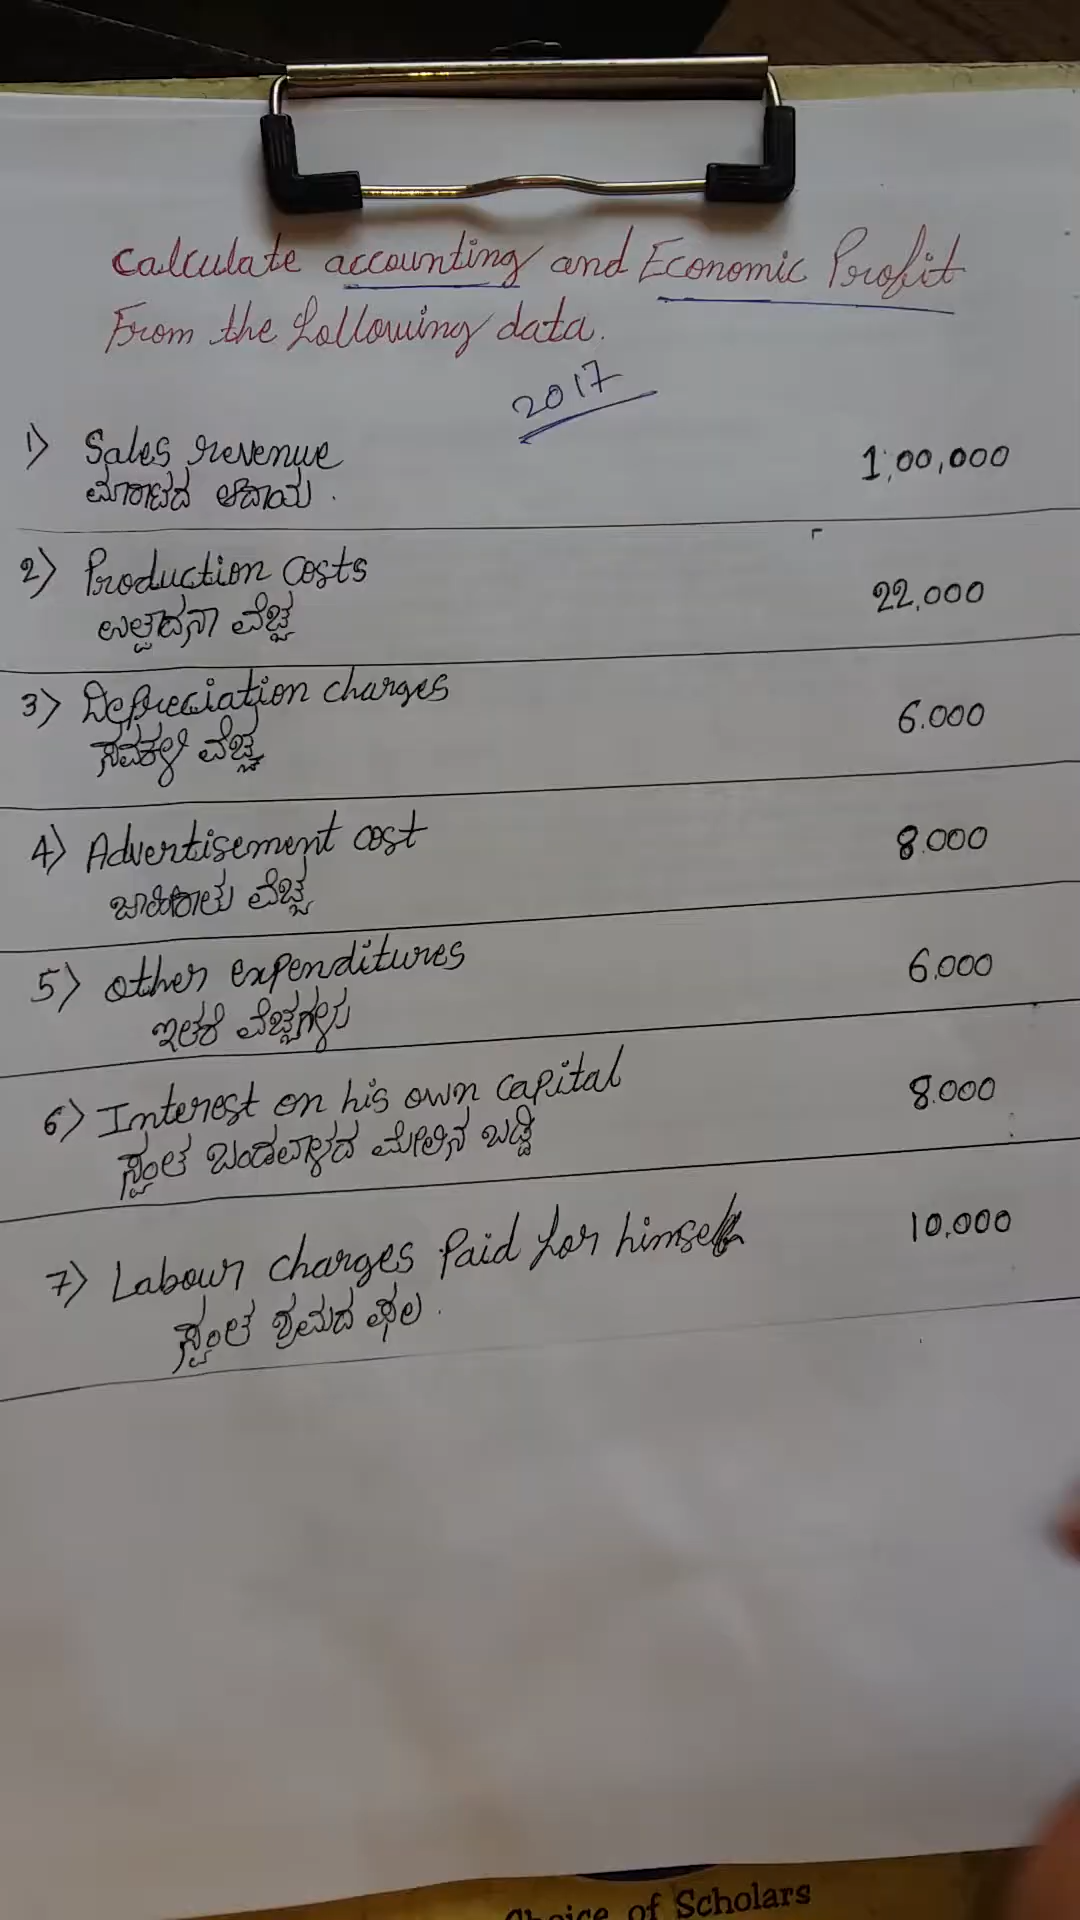 Calculate accounting and Economic Profit
From the following data.
2017
1) Sales revenue 1,00,000
ಮಾರಾಟದ ಆದಾಯ.
2) Production costs 22,000
ಉತ್ಪಾದನಾ ವೆಚ್ಚ
3) Depreciation charges 6.000
ಸವಕಳಿ ವೆಚ್ಚ
4) Advertisement cost 8.000
ಜಾಹೀರಾತು ವೆಚ್ಚ
5) other expenditures 6.000
ಇತರೆ ವೆಚ್ಚಗಳು
6) Interest on his own capital 8.000
ಸ್ವಂತ ಬಂಡವಾಳದ ಮೇಲಿನ ಬಡ್ಡಿ
7) Labour charges Paid for himself 10,000
ಸ್ವಂತ ಶ್ರಮದ ಫಲ.
Choice of Scholars